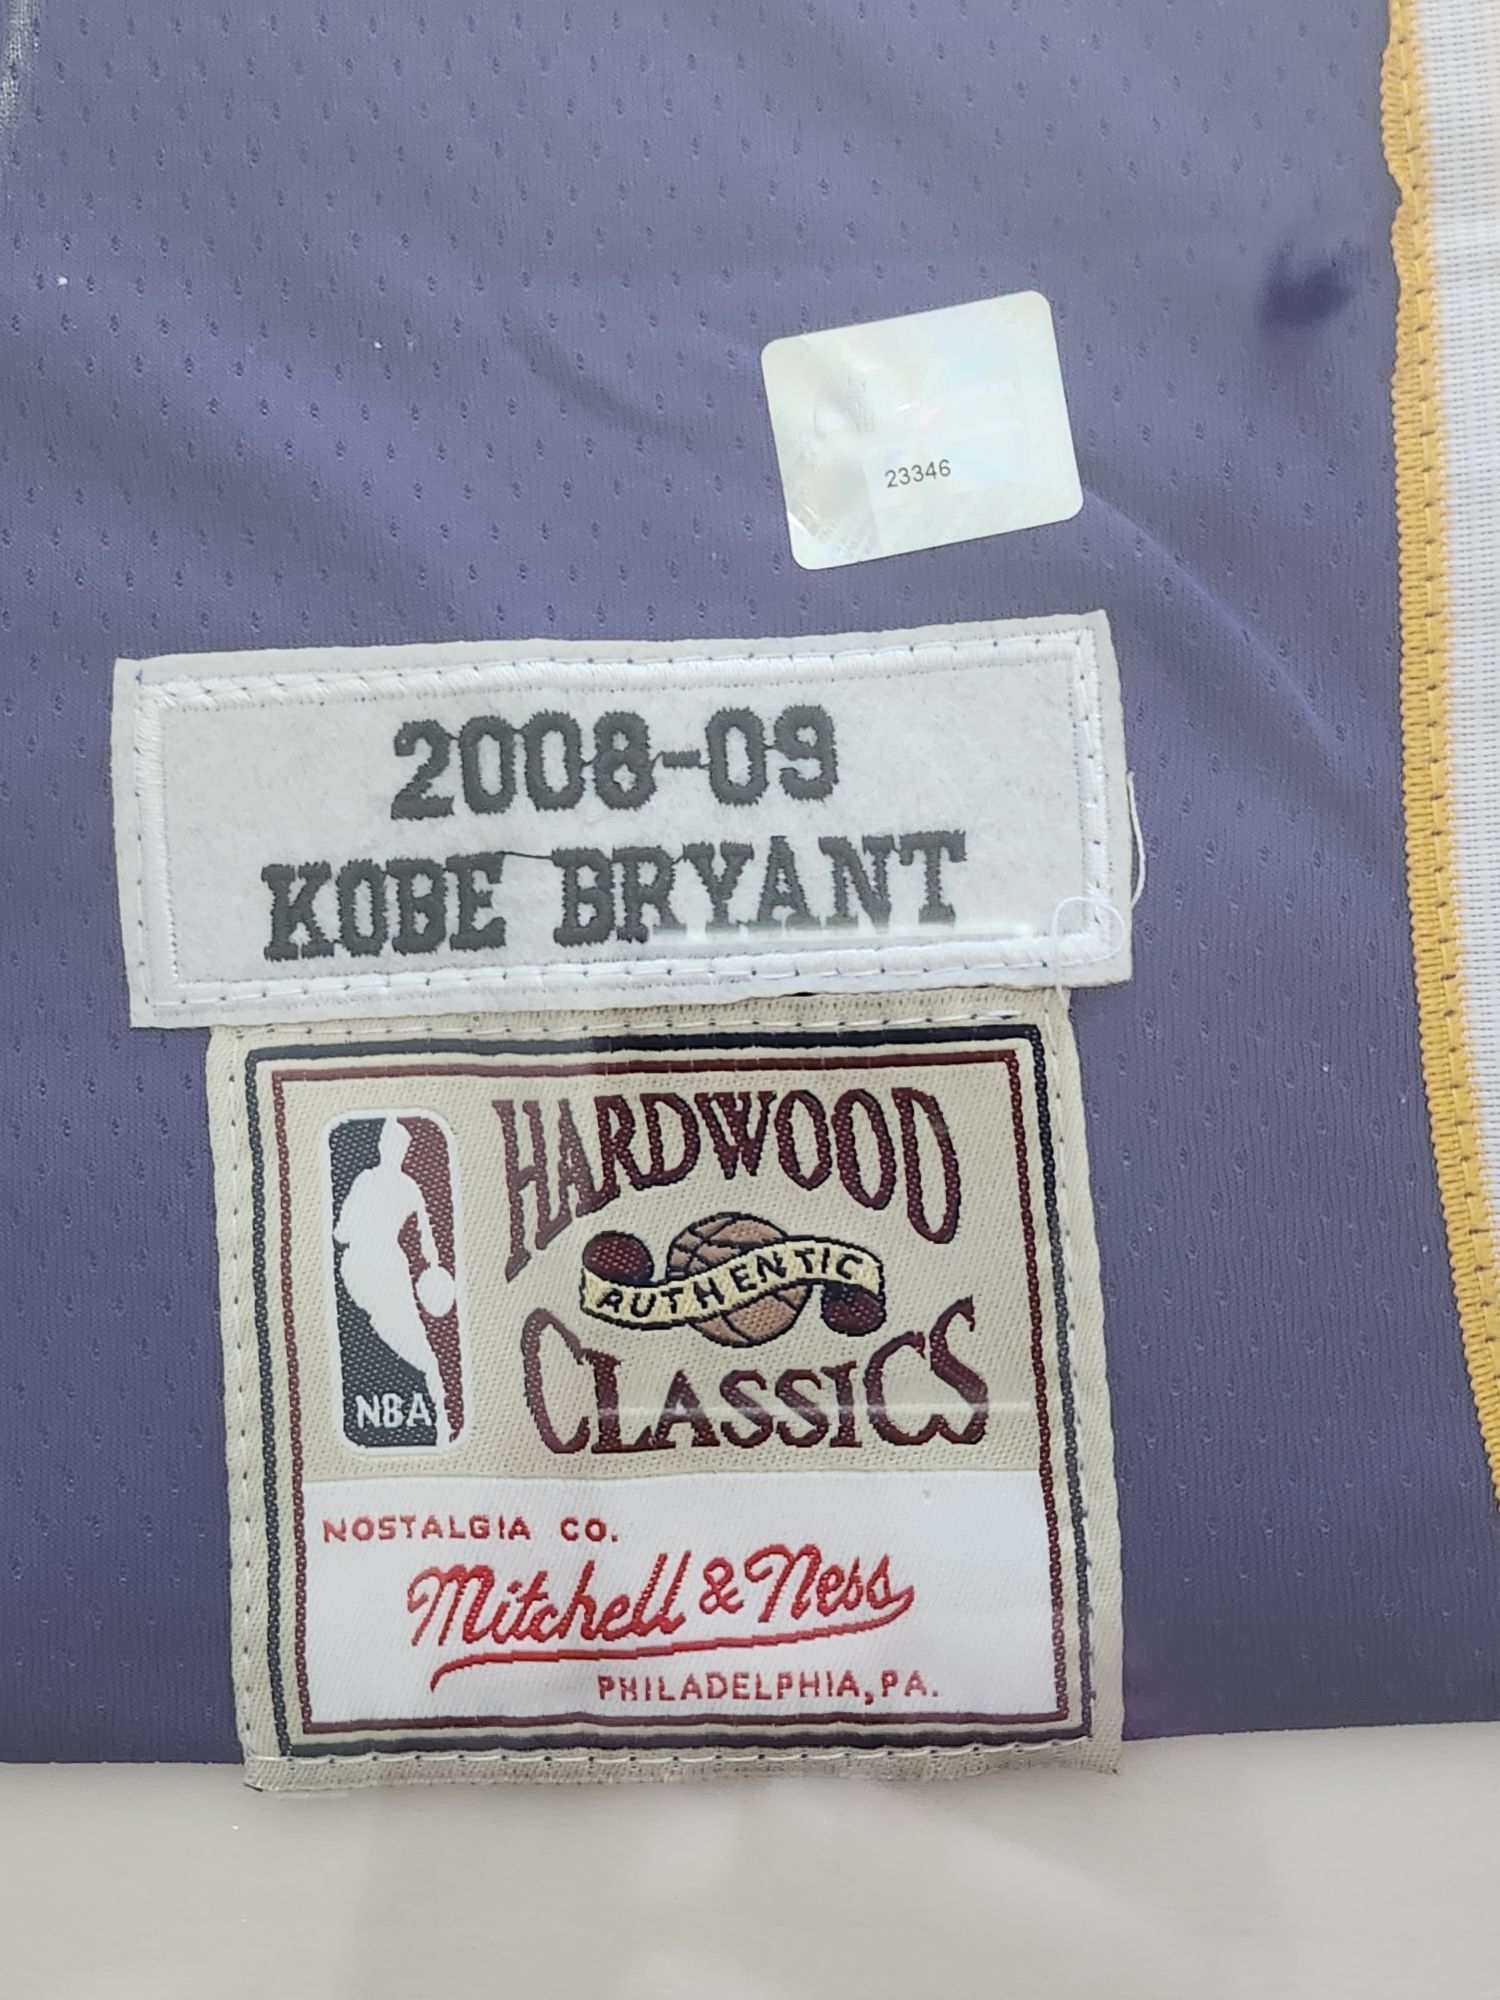 23346
2008-09
KOBE BRYANT
HARDWOOD
AUTHENTIC
CLASSICS
NBA
NOSTALGIA CO.
Mitchell & Ness
PHILADELPHIA, PA.